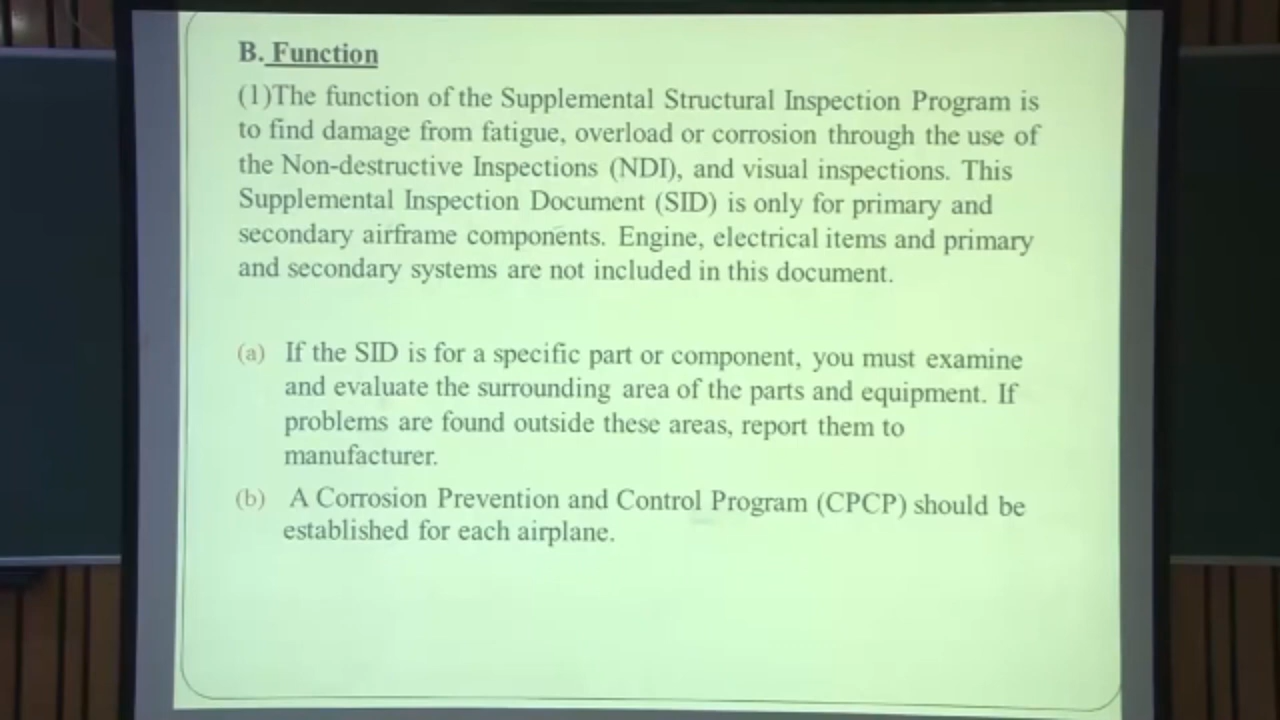 B. Function
(1)The function of the Supplemental Structural Inspection Program is
to find damage from fatigue, overload or corrosion through the use of
the Non-destructive Inspections (NDI), and visual inspections. This
Supplemental Inspection Document (SID) is only for primary and
secondary airframe components. Engine, electrical items and primary
and secondary systems are not included in this document.
(a) If the SID is for a specific part or component, you must examine
and evaluate the surrounding area of the parts and equipment. If
problems are found outside these areas, report them to
manufacturer.
(b) A Corrosion Prevention and Control Program (CPCP) should be
established for each airplane.